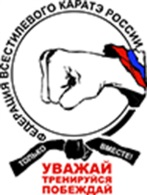 ФЕДЕРАЦИЯ ВСЕСТИЛЕВОГО КАРАТЭ РОССИИ
ТОЛЬКО ВМЕСТЕ!
УВАЖАЙ
ТРЕНИРУЙСЯ
ПОБЕЖДАЙ